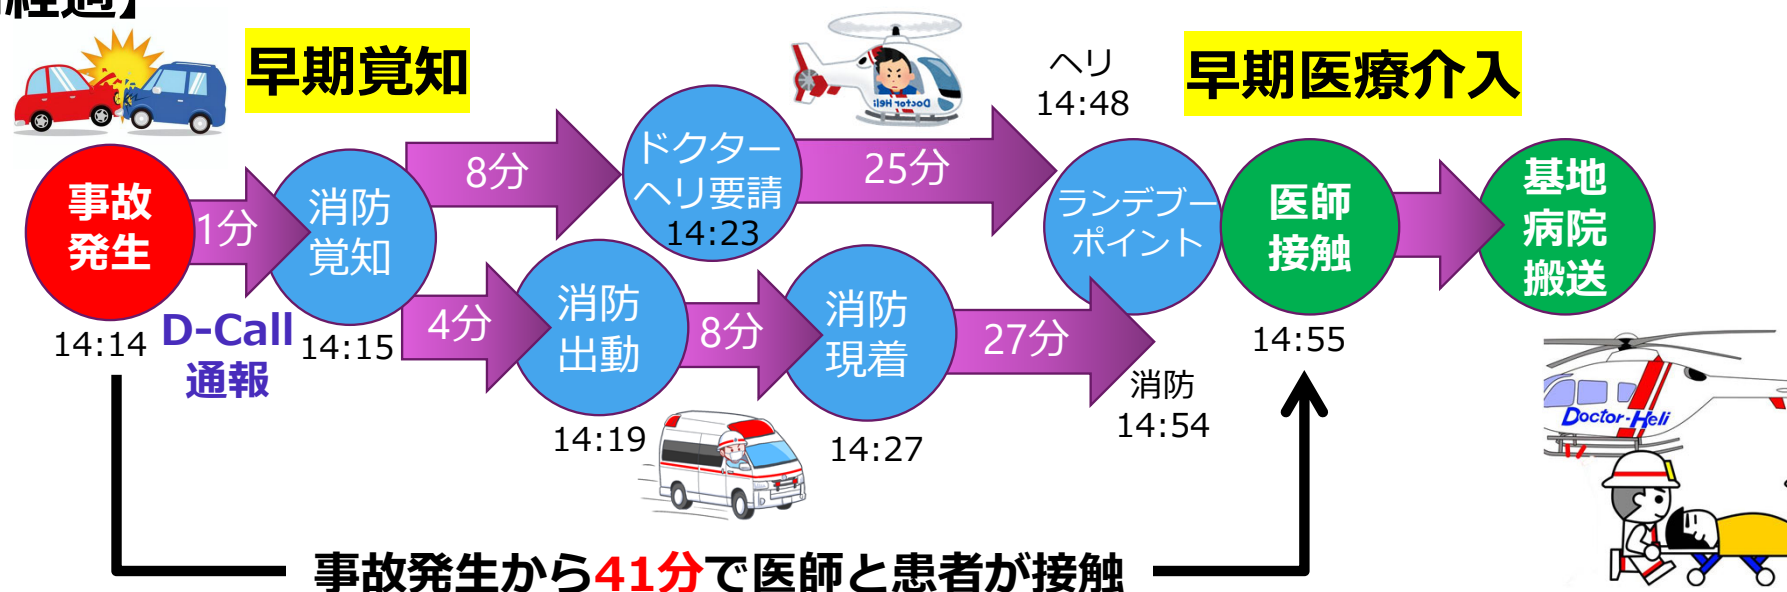 経過】
早期覚知
早期医療介入
ヘリ
14:48
Doctor Heli
事故
発生
14:14
1分
D-Call
通報
消防
覚知
14:15
8分
ドクター
ヘリ要請
14:23
25分
4分
消防
出動
14:19
8分
消防
現着
14:27
27分
ランデブー
ポイント
消防
14:54
医師
接触
14:55
基地
病院
搬送
Doctor-Heli
事故発生から41分で医師と患者が接触